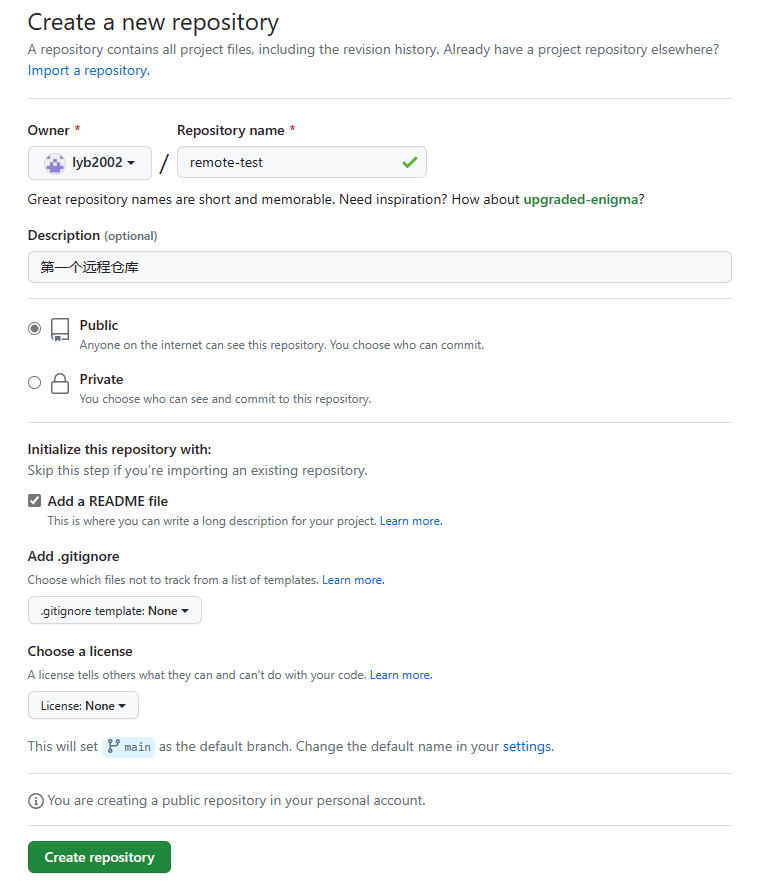 Create a new repository
A repository contains all project files, including the revision history. Already have a project repository elsewhere?
Import a repository.
Owner * Repository name *
lyb2002 / remote-test
Great repository names are short and memorable. Need inspiration? How about upgraded-enigma?
Description (optional)
第一个远程仓库
Public
Anyone on the internet can see this repository. You choose who can commit.
Private
You choose who can see and commit to this repository.
Initialize this repository with:
Skip this step if you're importing an existing repository.
Add a README file
This is where you can write a long description for your project. Learn more.
Add .gitignore
Choose which files not to track from a list of templates. Learn more.
.gitignore template: None
Choose a license
A license tells others what they can and can't do with your code. Learn more.
License: None
This will set main as the default branch. Change the default name in your settings.
You are creating a public repository in your personal account.
Create repository